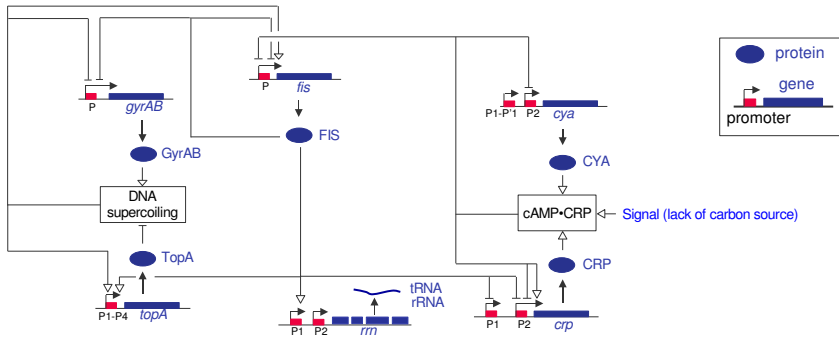 protein
gene
promoter
P
gyrAB
P
fis
P1-P'1
P2
cya
GyrAB
FIS
CYA
DNA
supercoiling
cAMP•CRP
Signal (lack of carbon source)
TopA
CRP
tRNA
rRNA
P1-P4
topA
P1
P2
rrn
P1
P2
crp